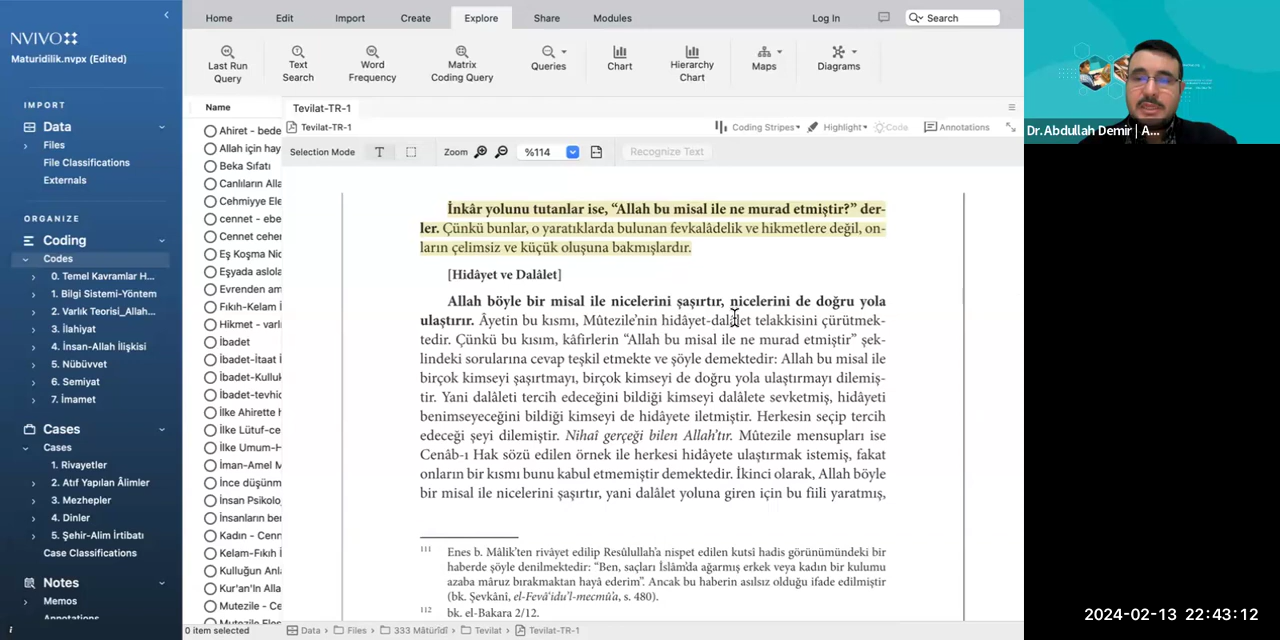 Home Edit Import Create Explore Share Modules Log In Search
NVIVO
Maturidilik.nvpx (Edited)
Last Run Query
Text Search
Word Frequency
Matrix Coding Query
Queries
Chart
Hierarchy Chart
Maps
Diagrams
IMPORT
Data
Files
File Classifications
Externals
ORGANIZE
Coding
Codes
0. Temel Kavramlar H...
1. Bilgi Sistemi-Yöntem
2. Varlık Teorisi_Allah...
3. İlahiyat
4. İnsan-Allah İlişkisi
5. Nübüvvet
6. Semiyat
7. İmamet
Cases
Cases
1. Rivayetler
2. Atıf Yapılan Âlimler
3. Mezhepler
4. Dinler
5. Şehir-Alim İrtibatı
Case Classifications
Notes
Memos
Annotations
Name
Ahiret - bede
Allah için hay
Beka Sıfatı
Canlıların Alla
Cehmiyye Ele
cennet - ebe
Cennet cehen
Eş Koşma Nic
Eşyada aslola
Evrenden am
Fıkıh-Kelam İ
Hikmet - varlı
İbadet
İbadet-İtaat İ
İbadet-Kulluk
İbadet-tevhid
İlke Ahirette h
İlke Lütuf-ce
İlke Umum-H
İman-Amel M
İnce düşünm
İnsan Psikoloj
İnsanların ber
Kadın - Cenn
Kelam-Fıkıh İ
Kulluğun Anla
Kur'an'In Alla
Mutezile - Ce
0 item selected
Tevilat-TR-1
Tevilat-TR-1
Coding Stripes Highlight Code Annotations
Selection Mode T Zoom %114 Recognize Text
İnkâr yolunu tutanlar ise, “Allah bu misal ile ne murad etmiştir?” der-
ler. Çünkü bunlar, o yaratıklarda bulunan fevkalâdelik ve hikmetlere değil, on-
ların çelimsiz ve küçük oluşuna bakmışlardır.
[Hidâyet ve Dalâlet]
Allah böyle bir misal ile nicelerini şaşırtır, nicelerini de doğru yola
ulaştırır. Âyetin bu kısmı, Mûtezile’nin hidâyet-dalâlet telakkisini çürütmek-
tedir. Çünkü bu kısım, kâfirlerin “Allah bu misal ile ne murad etmiştir” şek-
lindeki sorularına cevap teşkil etmekte ve şöyle demektedir: Allah bu misal ile
birçok kimseyi şaşırtmayı, birçok kimseyi de doğru yola ulaştırmayı dilemiş-
tir. Yani dalâleti tercih edeceğini bildiği kimseyi dalâlete sevketmiş, hidâyeti
benimseyeceğini bildiği kimseyi de hidâyete iletmiştir. Herkesin seçip tercih
edeceği şeyi dilemiştir. Nihaî gerçeği bilen Allah’tır. Mûtezile mensupları ise
Cenâb-ı Hak sözü edilen örnek ile herkesi hidâyete ulaştırmak istemiş, fakat
onların bir kısmı bunu kabul etmemiştir demektedir. İkinci olarak, Allah böyle
bir misal ile nicelerini şaşırtır, yani dalâlet yoluna giren için bu fiili yaratmış,
111 Enes b. Mâlik’ten rivâyet edilip Resûlullah’a nispet edilen kutsî hadis görünümündeki bir
haberde şöyle denilmektedir: “Ben, saçları İslâm’da ağarmış erkek veya kadın bir kulumu
azaba mâruz bırakmaktan hayâ ederim”. Ancak bu haberin asılsız olduğu ifade edilmiştir
(bk. Şevkânî, el-Fevâ’idu’l-mecmû’a, s. 480).
112 bk. el-Bakara 2/12.
Data Files 333 Mâtürîdî Tevilat Tevilat-TR-1
Dr.Abdullah Demir | A...
2024-02-13 22:43:12